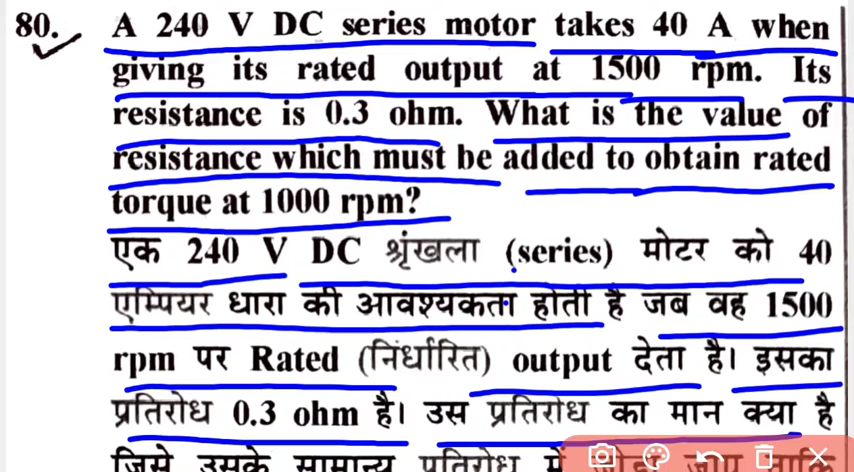 80. A 240 V DC series motor takes 40 A when
giving its rated output at 1500 rpm. Its
resistance is 0.3 ohm. What is the value of
resistance which must be added to obtain rated
torque at 1000 rpm?
एक 240 V DC श्रृंखला (series) मोटर को 40
एम्पियर धारा की आवश्यकता होती है जब वह 1500
rpm पर Rated (निर्धारित) output देता है। इसका
प्रतिरोध 0.3 ohm है। उस प्रतिरोध का मान क्या है
जिसे उसके सामान्य प्रतिरोध में